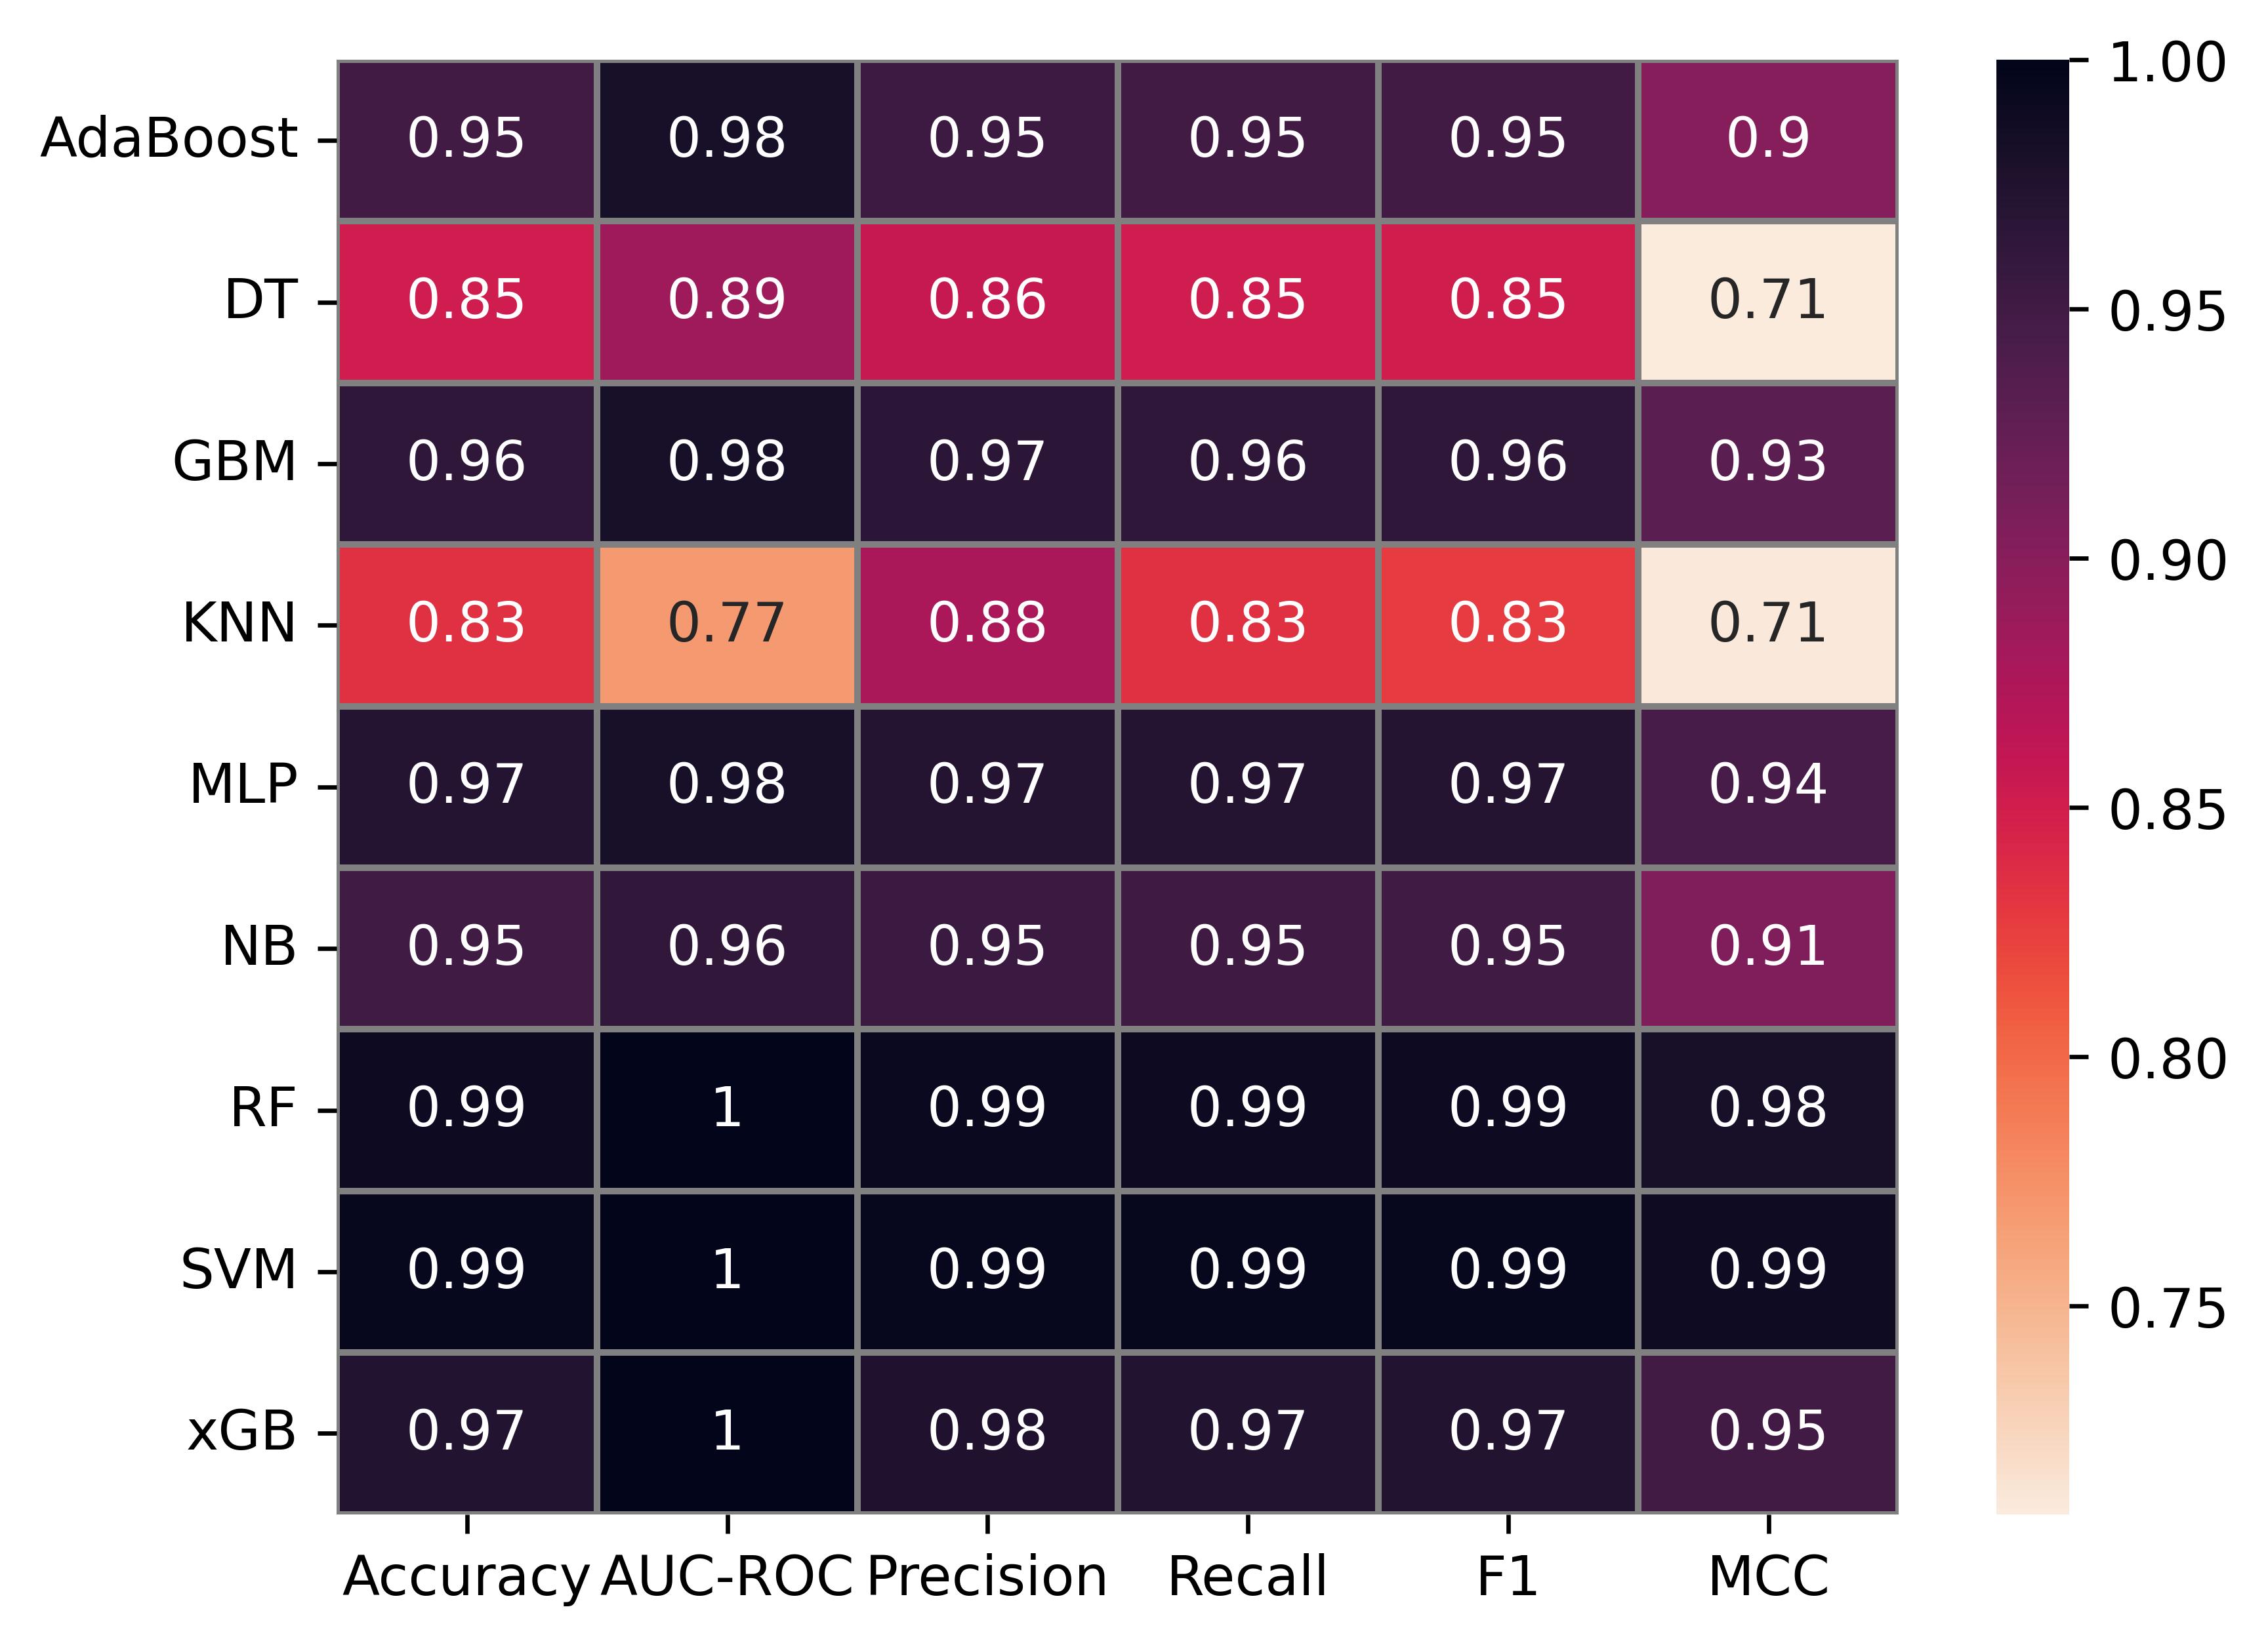 AdaBoost 0.95 0.98 0.95 0.95 0.95 0.9
DT 0.85 0.89 0.86 0.85 0.85 0.71
GBM 0.96 0.98 0.97 0.96 0.96 0.93
KNN 0.83 0.77 0.88 0.83 0.83 0.71
MLP 0.97 0.98 0.97 0.97 0.97 0.94
NB 0.95 0.96 0.95 0.95 0.95 0.91
RF 0.99 1 0.99 0.99 0.99 0.98
SVM 0.99 1 0.99 0.99 0.99 0.99
xGB 0.97 1 0.98 0.97 0.97 0.95
Accuracy AUC-ROC Precision Recall F1 MCC
1.00
0.95
0.90
0.85
0.80
0.75